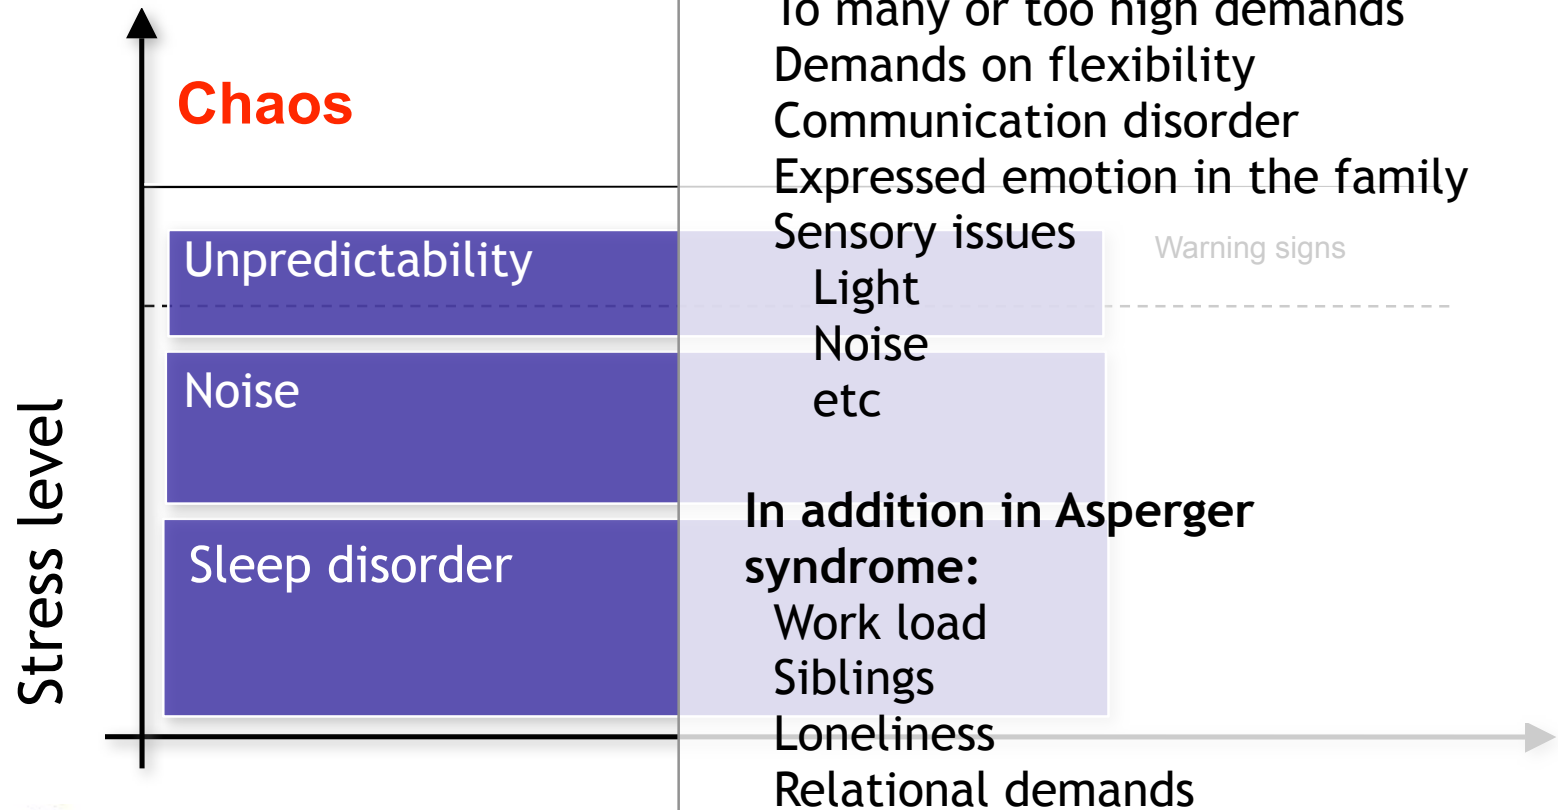 Chaos
Unpredictability
Noise
Sleep disorder
Stress level
To many or too high demands
Demands on flexibility
Communication disorder
Expressed emotion in the family
Sensory issues
Light
Noise
etc
In addition in Asperger
syndrome:
Work load
Siblings
Loneliness
Relational demands
Warning signs